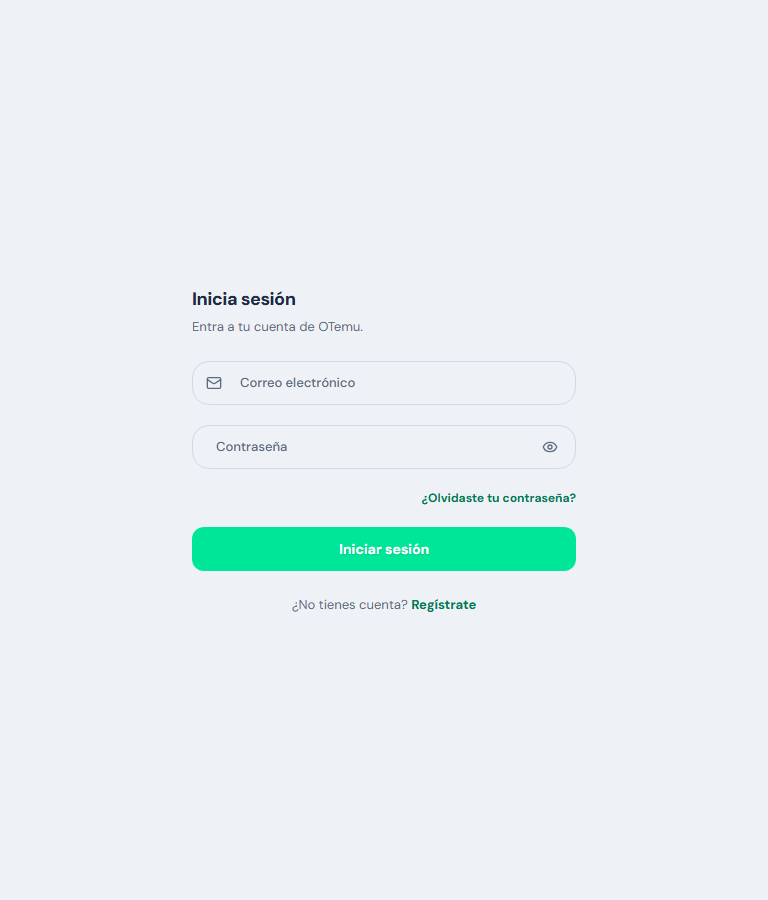 Inicia sesión
Entra a tu cuenta de OTemu.
Correo electrónico
Contraseña
¿Olvidaste tu contraseña?
Iniciar sesión
¿No tienes cuenta? Regístrate